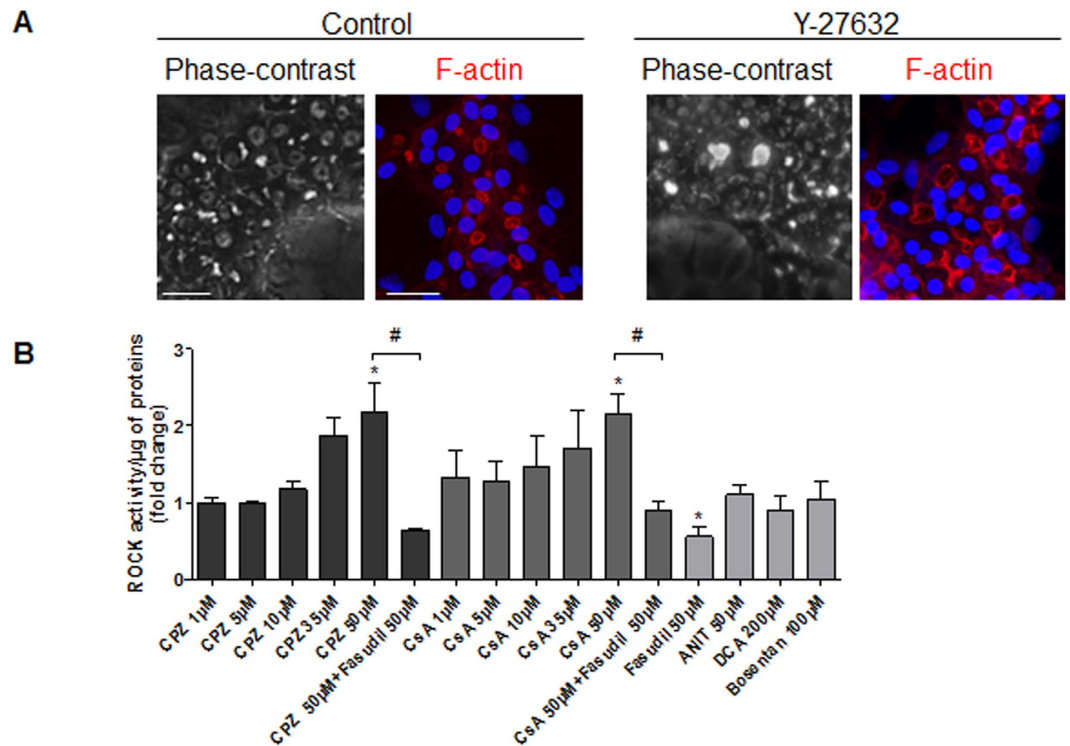 A
Control
Y-27632
Phase-contrast
F-actin
Phase-contrast
F-actin
B
ROCK activity/µg of proteins
(fold change)
3
2
1
0
#
#
*
*
*
CPZ 1µM
CPZ 5µM
CPZ 10µM
CPZ 35µM
CPZ 50µM
CPZ 50µM+Fasudil 50µM
CsA 1µM
CsA 5µM
CsA 10µM
CsA 35µM
CsA 50µM
CsA 50µM+Fasudil 50µM
Fasudil 50µM
ANIT 50µM
DCA 200µM
Bosentan 100µM